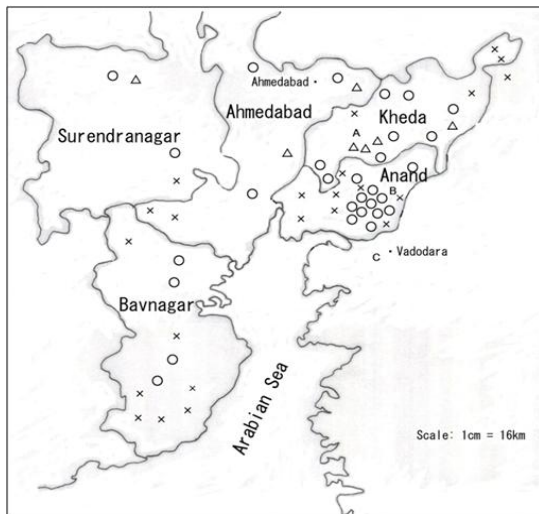 Ahmedabad
Ahmedabad
Kheda
A
Surendranagar
Anand
B
C
Vadodara
Bavnagar
Arabian Sea
Scale: 1cm = 16km